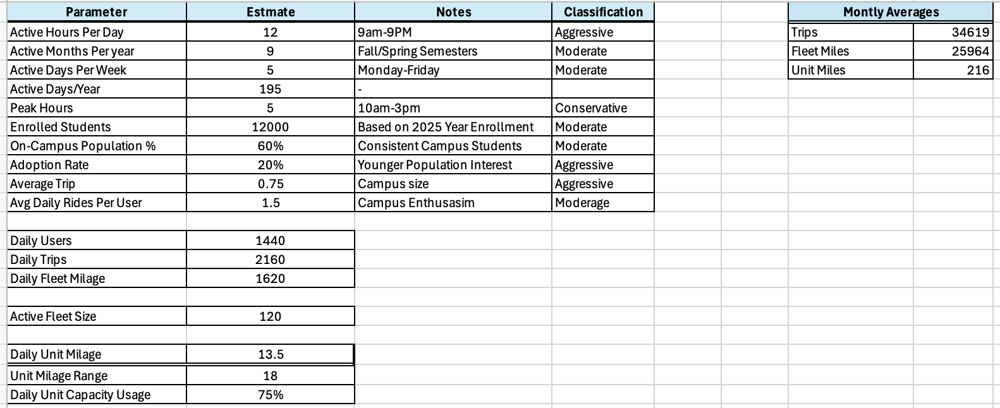 Parameter Estmate Notes Classification Montly Averages
Active Hours Per Day 12 9am-9PM Aggressive Trips 34619
Active Months Per year 9 Fall/Spring Semesters Moderate Fleet Miles 25964
Active Days Per Week 5 Monday-Friday Moderate Unit Miles 216
Active Days/Year 195 -
Peak Hours 5 10am-3pm Conservative
Enrolled Students 12000 Based on 2025 Year Enrollment Moderate
On-Campus Population % 60% Consistent Campus Students Moderate
Adoption Rate 20% Younger Population Interest Aggressive
Average Trip 0.75 Campus size Aggressive
Avg Daily Rides Per User 1.5 Campus Enthusasim Moderage
Daily Users 1440
Daily Trips 2160
Daily Fleet Milage 1620
Active Fleet Size 120
Daily Unit Milage 13.5
Unit Milage Range 18
Daily Unit Capacity Usage 75%